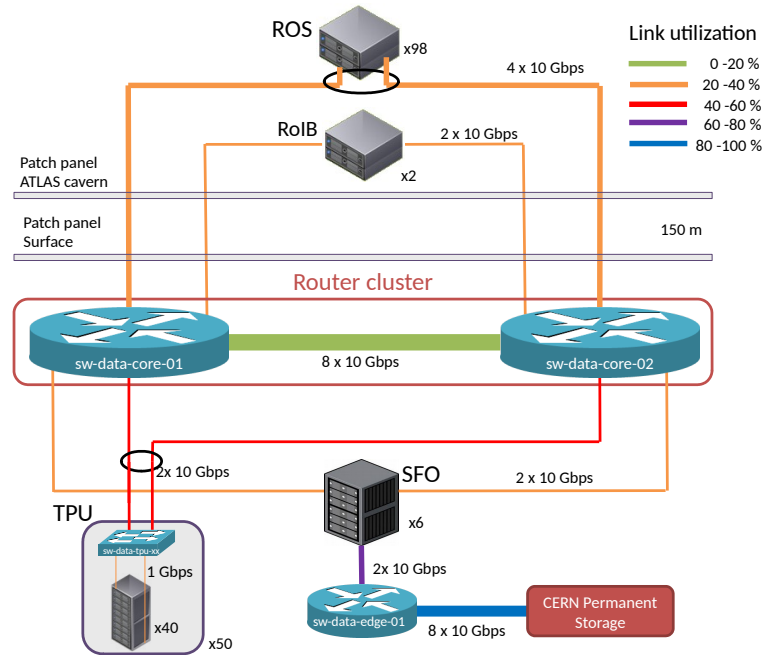 ROS
x98
Link utilization
0 -20 %
20 -40 %
40 -60 %
60 -80 %
80 -100 %
4 x 10 Gbps
RoIB
2 x 10 Gbps
x2
Patch panel
ATLAS cavern
Patch panel
Surface
150 m
Router cluster
sw-data-core-01
8 x 10 Gbps
sw-data-core-02
2x 10 Gbps
SFO
2 x 10 Gbps
x6
TPU
sw-data-tpu-xx
1 Gbps
x40
x50
2x 10 Gbps
sw-data-edge-01
8 x 10 Gbps
CERN Permanent
Storage